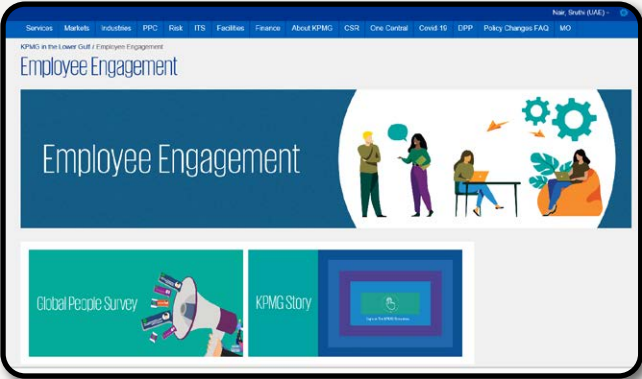 Nair, Sruthi (UAE)
Services Markets Industries PPC Risk ITS Facilities Finance About KPMG CSR One Central Covid-19 DPP Policy Changes FAQ MO
KPMG in the Lower Gulf / Employee Engagement
Employee Engagement
Employee Engagement
Global People Survey
KPMG Story